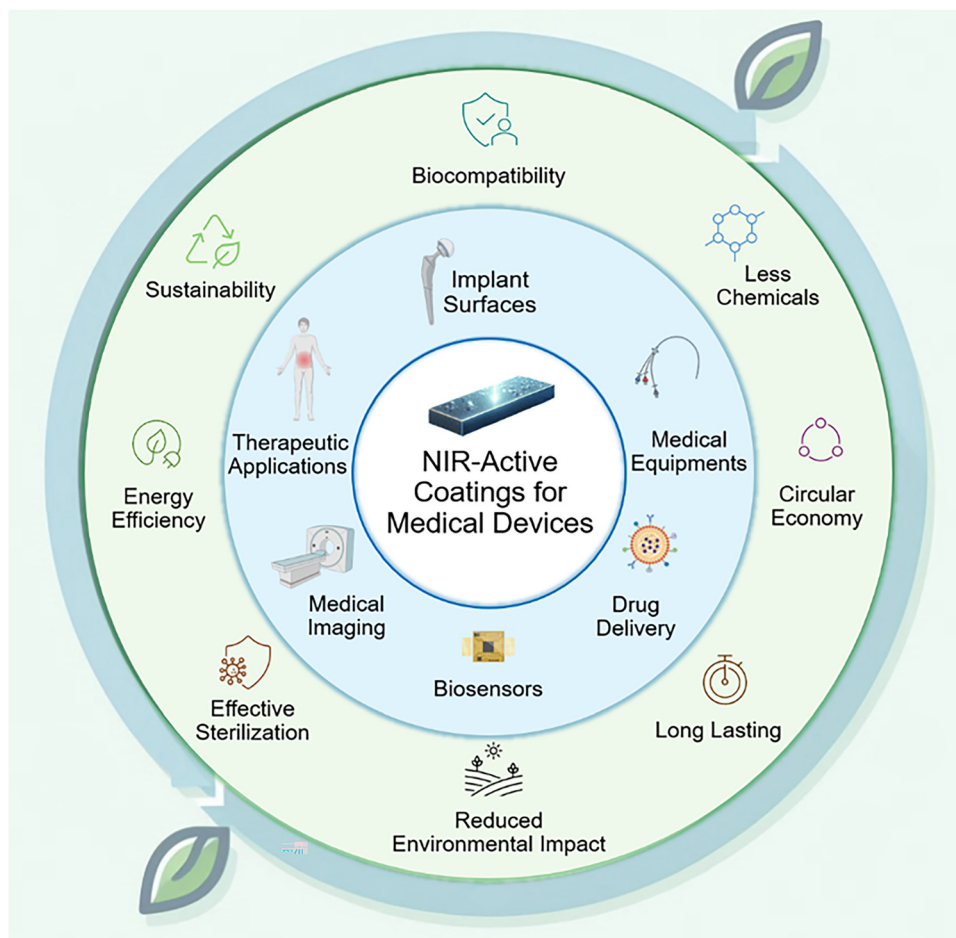 Biocompatibility
Less
Chemicals
Circular
Economy
Long Lasting
Reduced
Environmental Impact
Effective
Sterilization
Energy
Efficiency
Sustainability
Implant
Surfaces
Medical
Equipments
Drug
Delivery
Biosensors
Medical
Imaging
Therapeutic
Applications
NIR-Active
Coatings for
Medical Devices